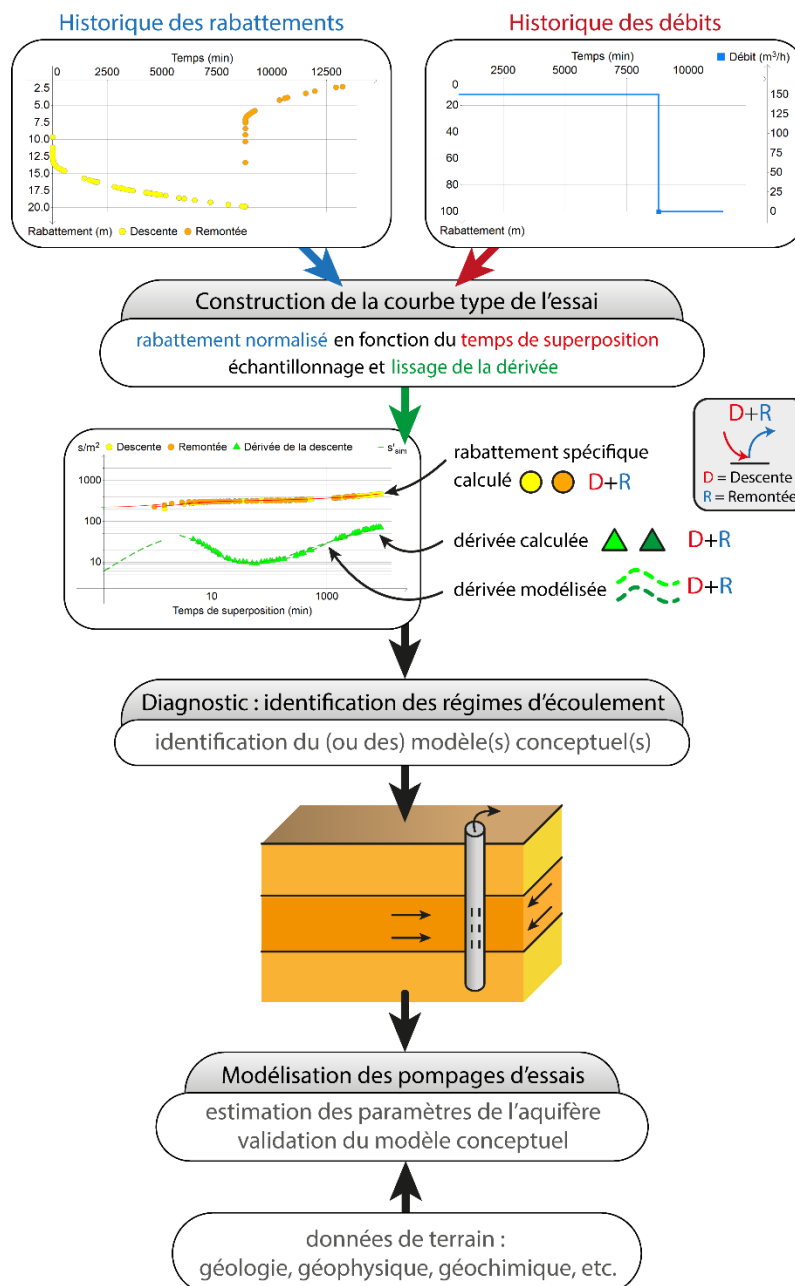 Historique des rabattements
Temps (min)
0 2500 5000 7500 10000 12500
2.5
5.0
7.5
10.0
12.5
15.0
17.5
20.0
Rabattement (m) Descente Remontée
Historique des débits
Temps (min) Débit (m³/h)
2500 5000 7500 10000
0
20
40
60
80
100
150
125
100
75
50
25
0
Rabattement (m)
Construction de la courbe type de l'essai
rabattement normalisé en fonction du temps de superposition
échantillonnage et lissage de la dérivée
s/m² Descente Remontée Dérivée de la descente s'sim
1000
100
10
10 1000
Temps de superposition (min)
rabattement spécifique
calculé D+R
dérivée calculée D+R
dérivée modélisée D+R
D+R
D = Descente
R = Remontée
Diagnostic : identification des régimes d'écoulement
identification du (ou des) modèle(s) conceptuel(s)
Modélisation des pompages d'essais
estimation des paramètres de l'aquifère
validation du modèle conceptuel
données de terrain :
géologie, géophysique, géochimique, etc.